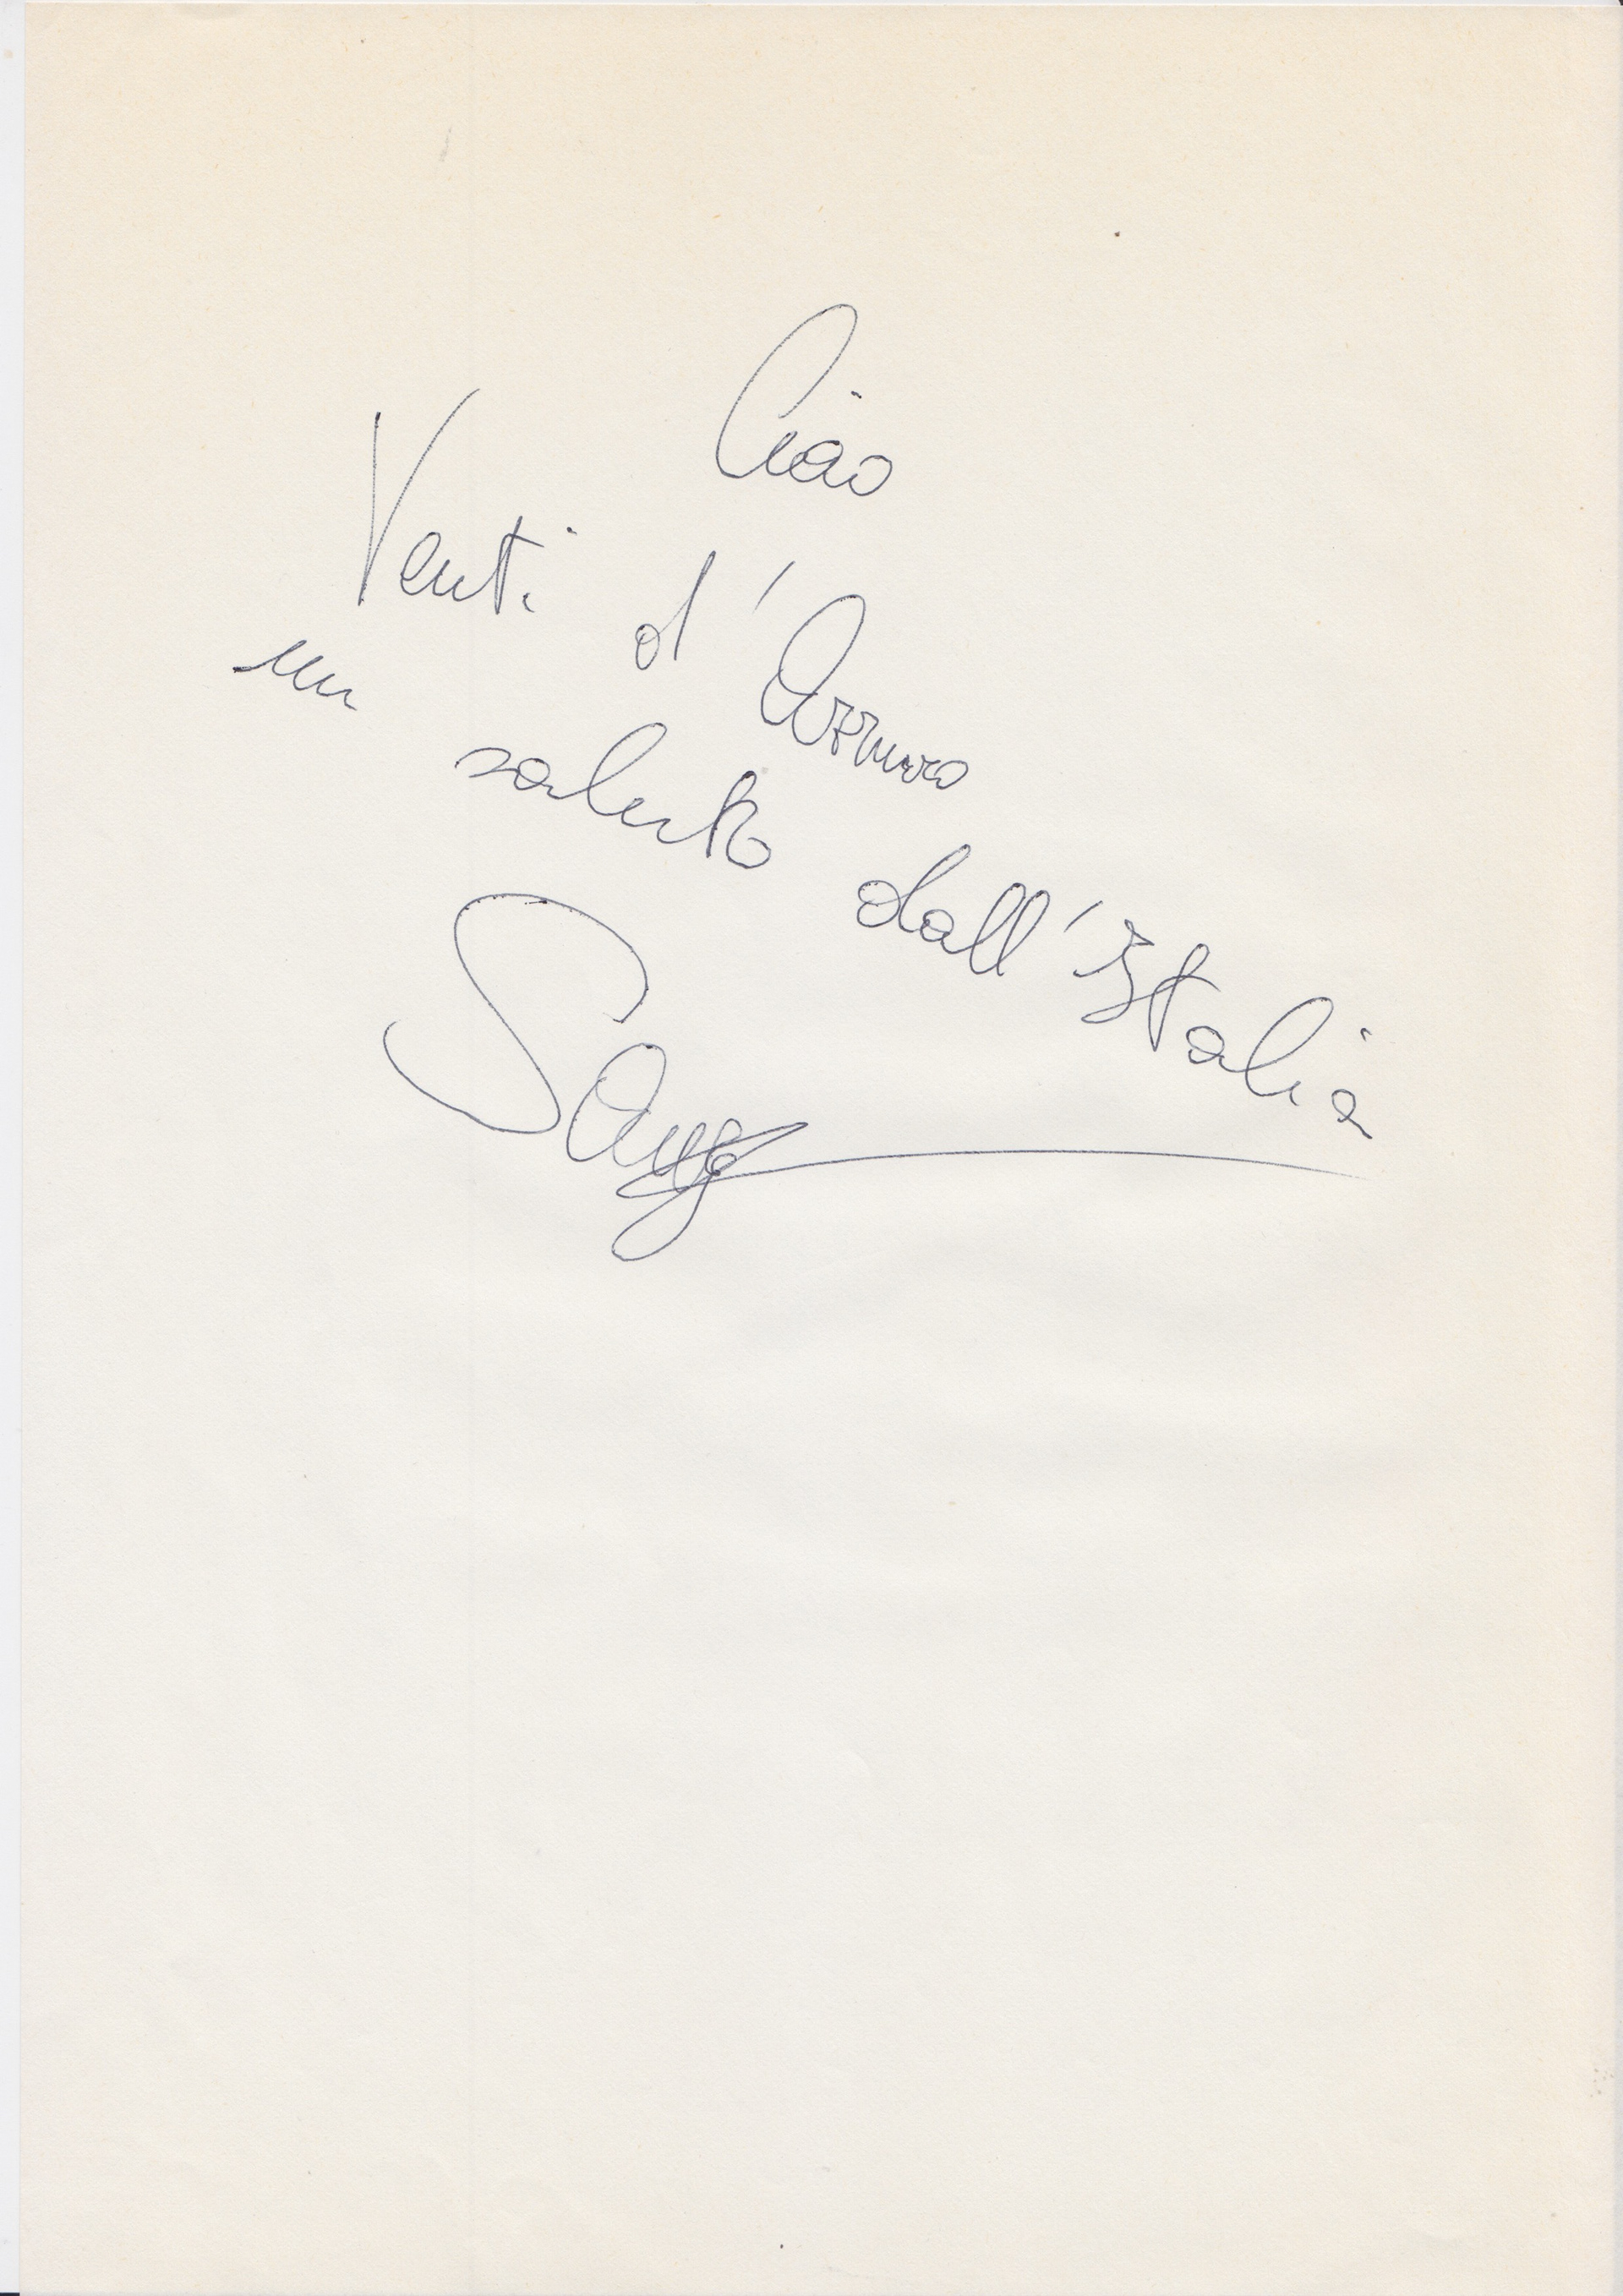 Ciao
Venti d'Azzurro
un saluto dall'Italia